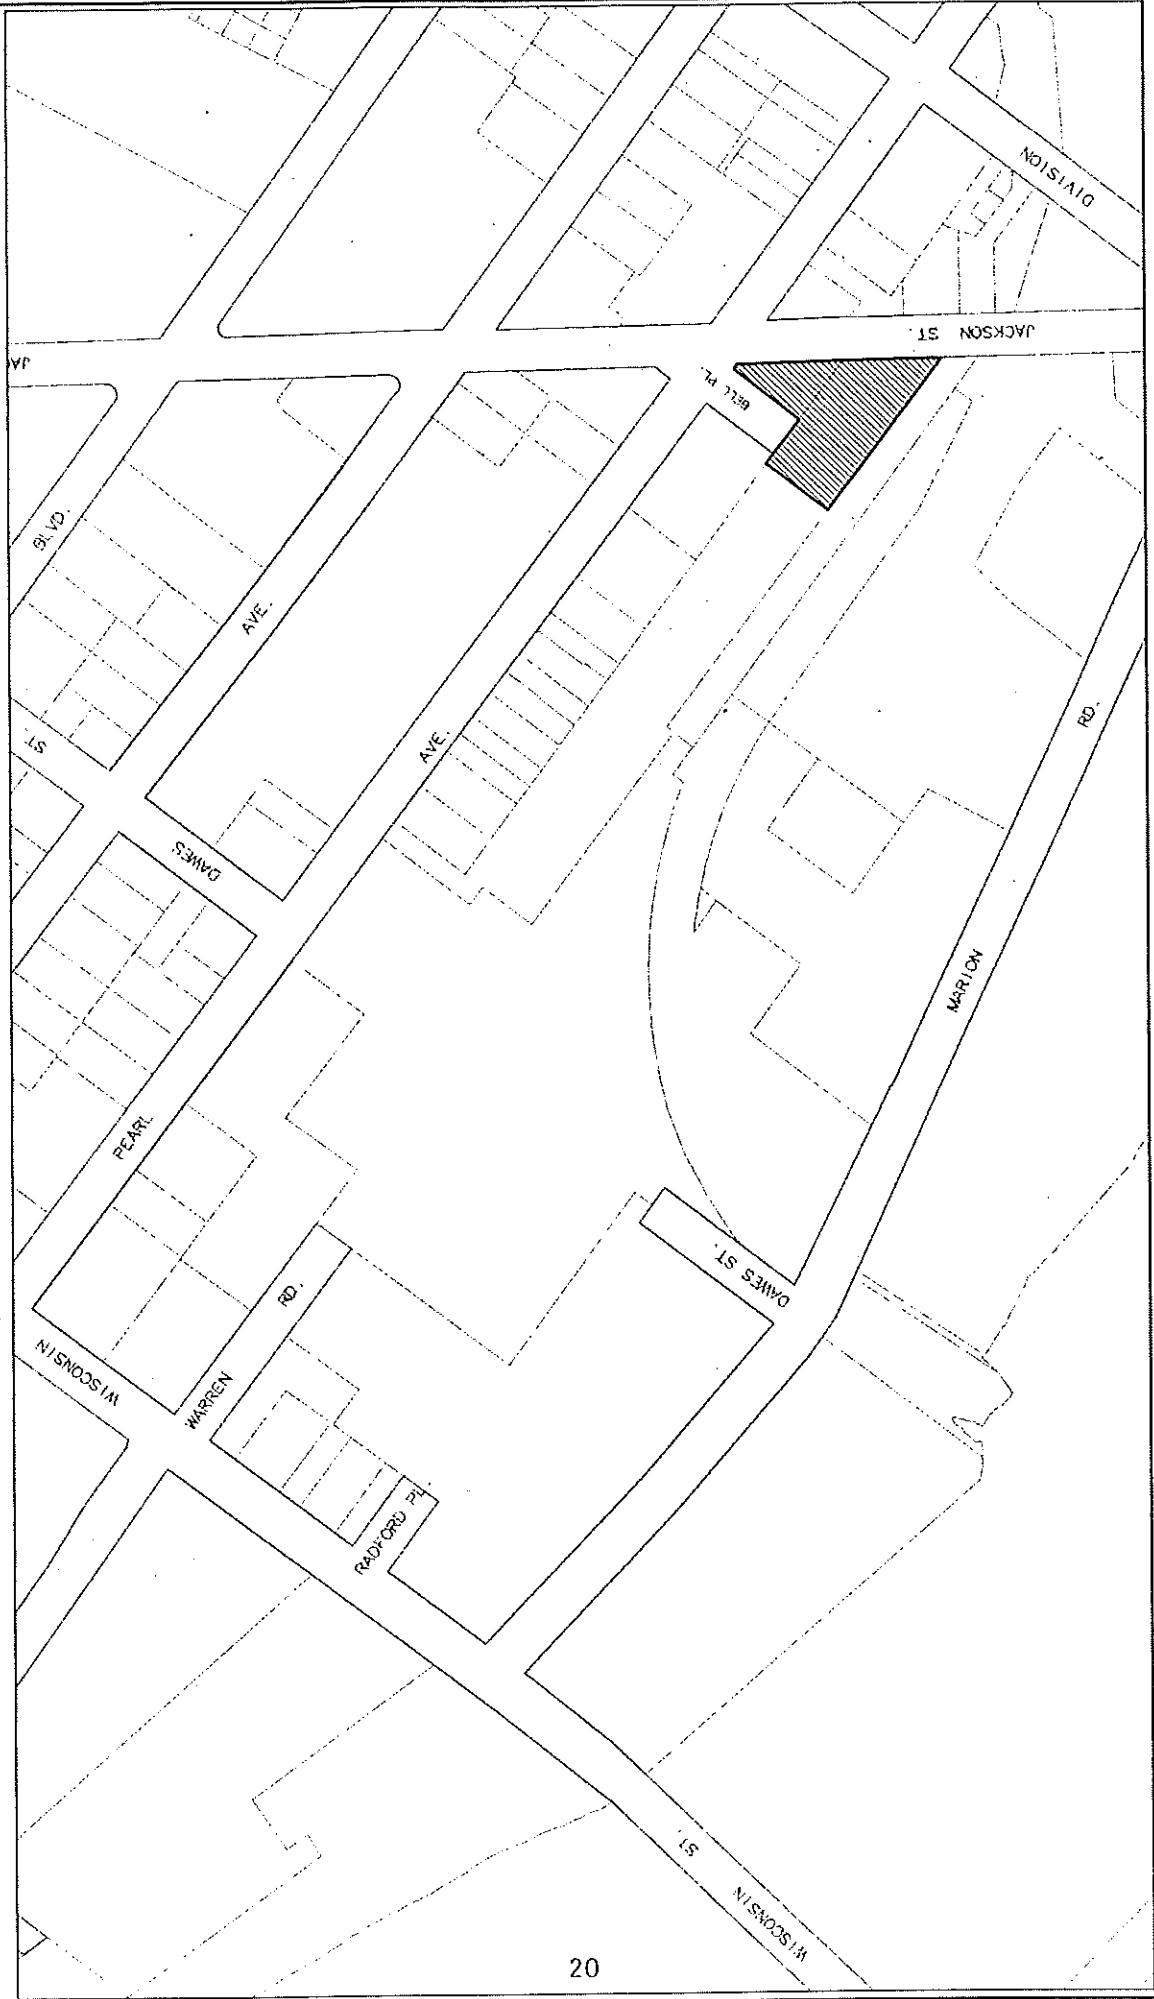 DIVISION
JACKSON ST.
JA
BELL PL.
BLVD.
AVE.
ST
AVE.
RD.
DAWES
MARION
PEARL
DAWES ST.
RD.
WISCONSIN
WARREN
RADFORD PL.
ST.
WISCONSIN
20